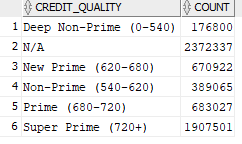 CREDIT_QUALITY COUNT
1 Deep Non-Prime (0-540) 176800
2 N/A 2372337
3 New Prime (620-680) 670922
4 Non-Prime (540-620) 389065
5 Prime (680-720) 683027
6 Super Prime (720+) 1907501